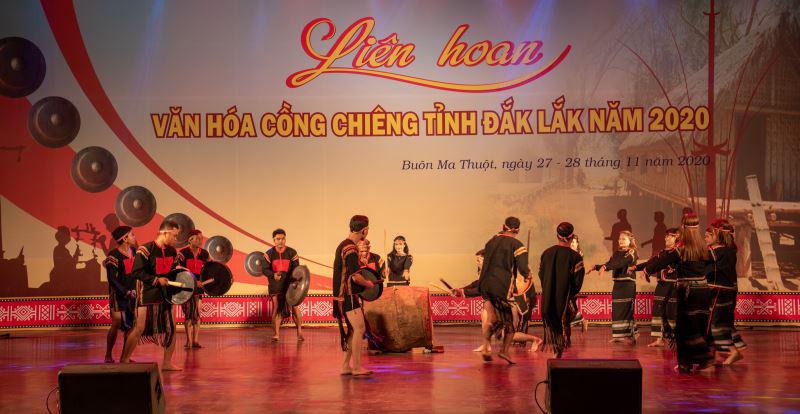 Liên hoan
VĂN HÓA CỒNG CHIÊNG TỈNH ĐẮK LẮK NĂM 2020
Buôn Ma Thuột, ngày 27 - 28 tháng 11 năm 2020